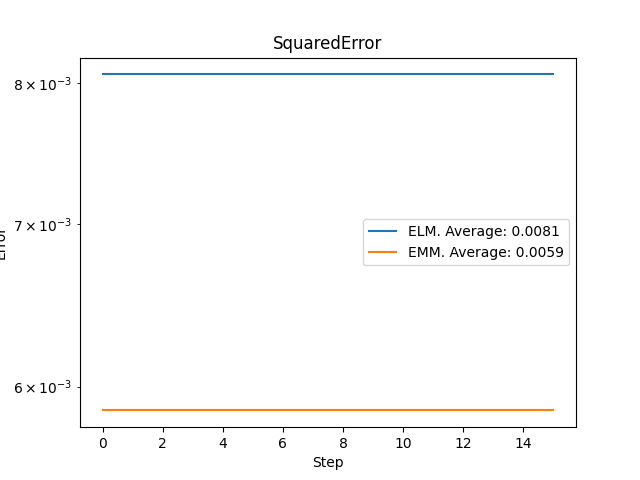 SquaredError
8 × 10⁻³
7 × 10⁻³
6 × 10⁻³
Error
ELM. Average: 0.0081
EMM. Average: 0.0059
0 2 4 6 8 10 12 14
Step